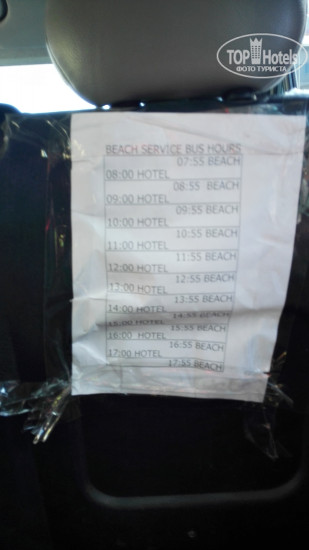 TOP Hotels
ФОТО ТУРИСТА
BEACH SERVICE BUS HOURS
07:55 BEACH
08:00 HOTEL
08:55 BEACH
09:00 HOTEL
09:55 BEACH
10:00 HOTEL
10:55 BEACH
11:00 HOTEL
11:55 BEACH
12:00 HOTEL
12:55 BEACH
13:00 HOTEL
13:55 BEACH
14:00 HOTEL
14:55 BEACH
15:00 HOTEL
15:55 BEACH
16:00 HOTEL
16:55 BEACH
17:00 HOTEL
17:55 BEACH